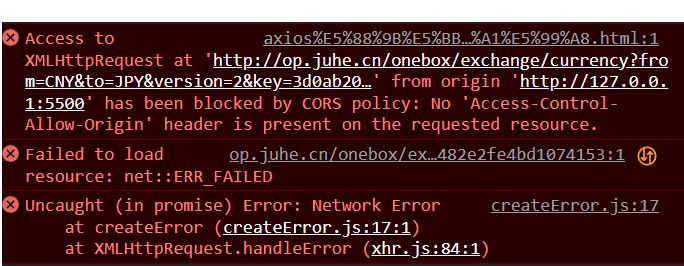 Access to axios%E5%88%9B%E5%BB…%A1%E5%99%A8.html:1
XMLHttpRequest at 'http://op.juhe.cn/onebox/exchange/currency?fro
m=CNY&to=JPY&version=2&key=3d0ab20…' from origin 'http://127.0.0.
1:5500' has been blocked by CORS policy: No 'Access-Control-
Allow-Origin' header is present on the requested resource.
Failed to load op.juhe.cn/onebox/ex…482e2fe4bd1074153:1
resource: net::ERR_FAILED
Uncaught (in promise) Error: Network Error createError.js:17
at createError (createError.js:17:1)
at XMLHttpRequest.handleError (xhr.js:84:1)